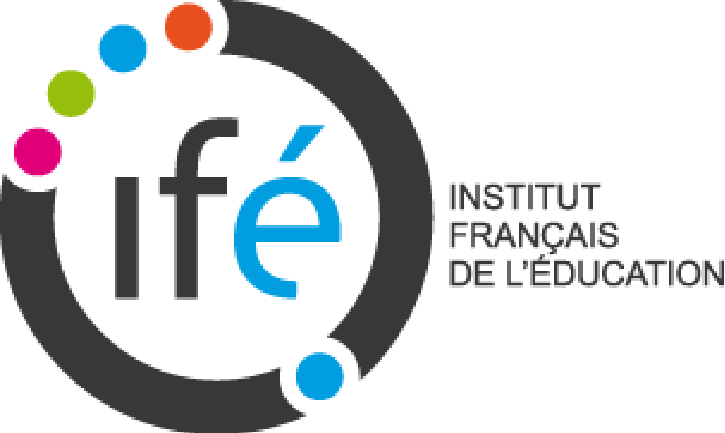 ifé
INSTITUT
FRANÇAIS
DE L'ÉDUCATION